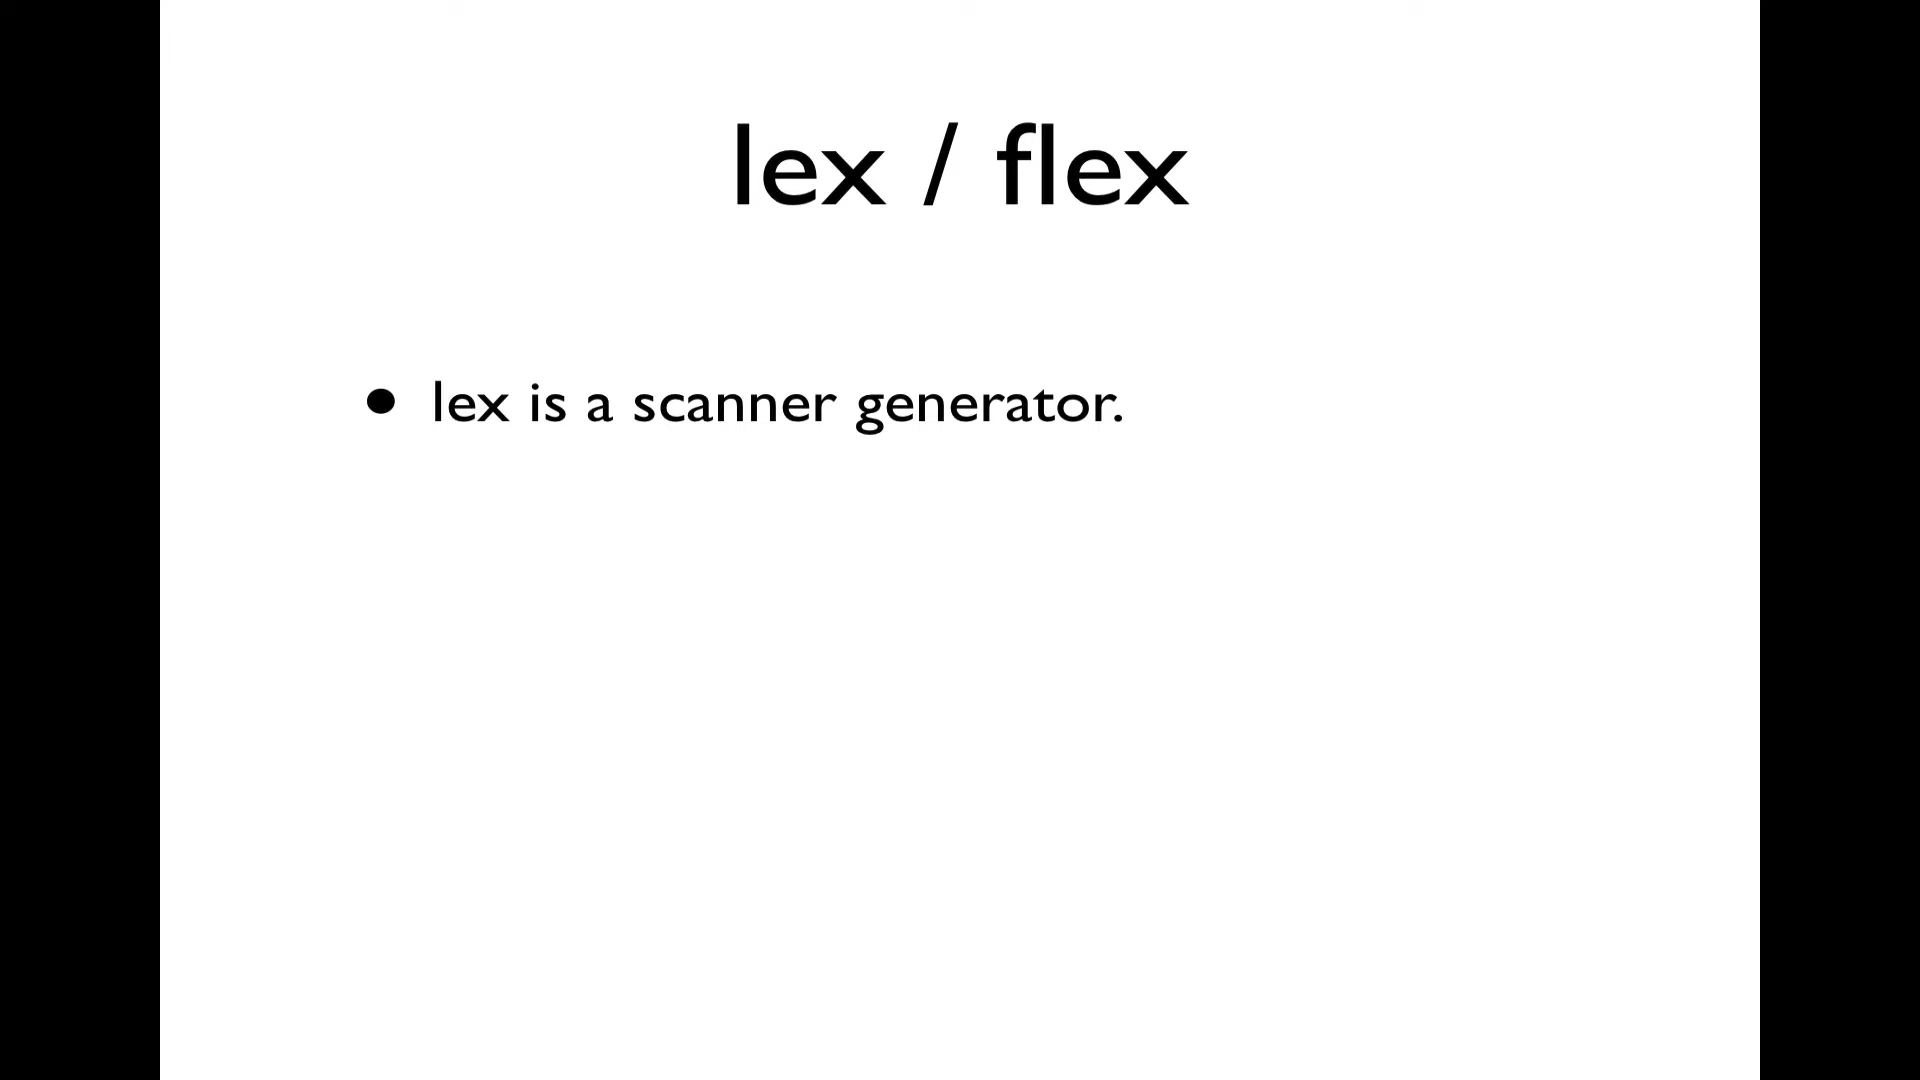 lex / flex
• lex is a scanner generator.